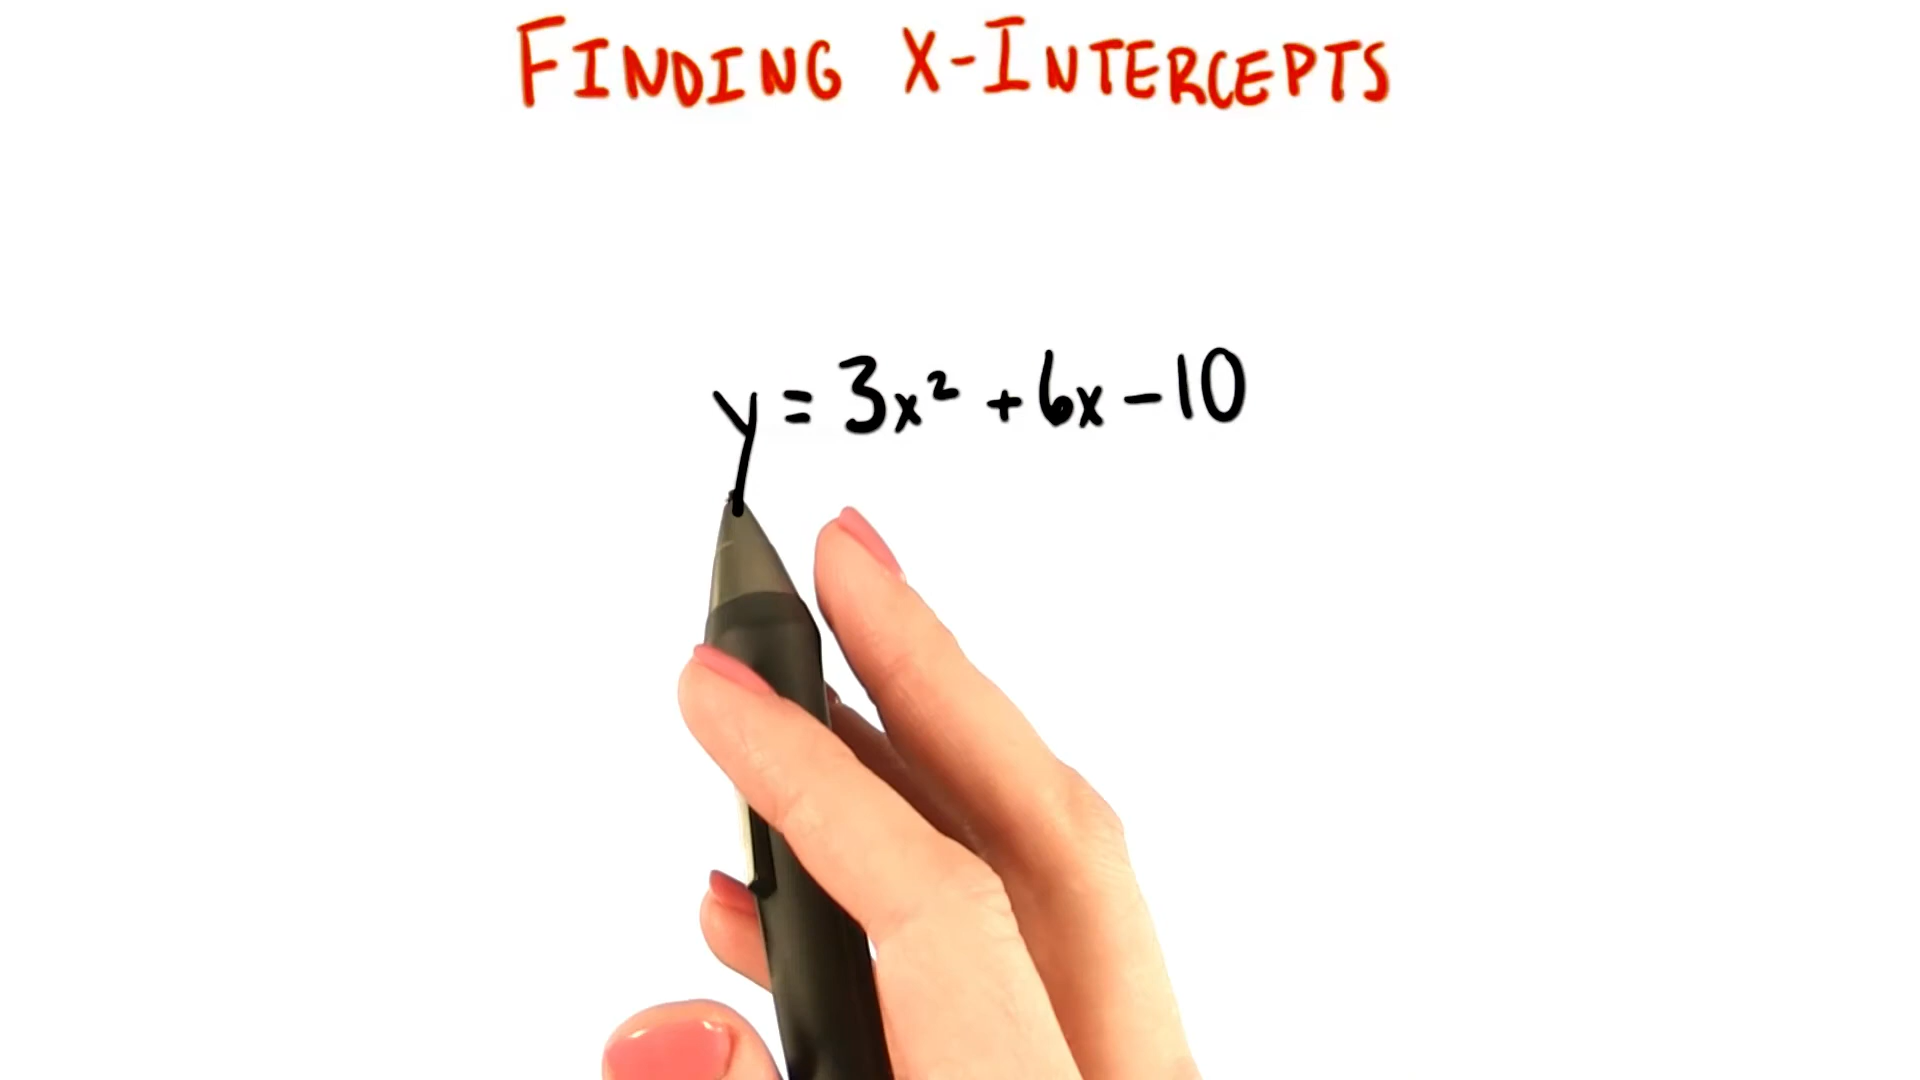 FINDING X-INTERCEPTS
y = 3x² + 6x - 10